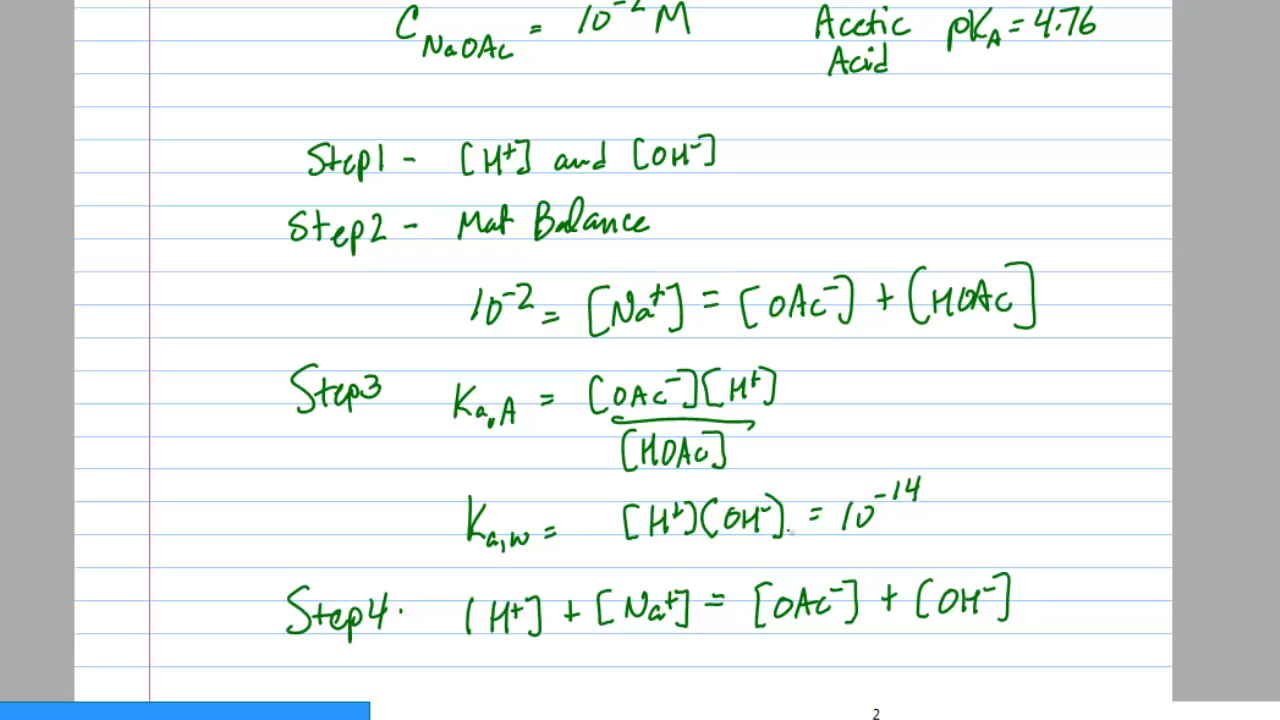 C_NaOAc = 10⁻² M Acetic pK_A = 4.76
Acid
Step1 - [H⁺] and [OH⁻]
Step2 - Mat Balance
10⁻² = [Na⁺] = [OAc⁻] + [HOAc]
Step3 K_a,A = [OAc⁻][H⁺]
[HOAc]
K_a,w = [H⁺](OH⁻). = 10⁻¹⁴
Step4. [H⁺] + [Na⁺] = [OAc⁻] + [OH⁻]
2